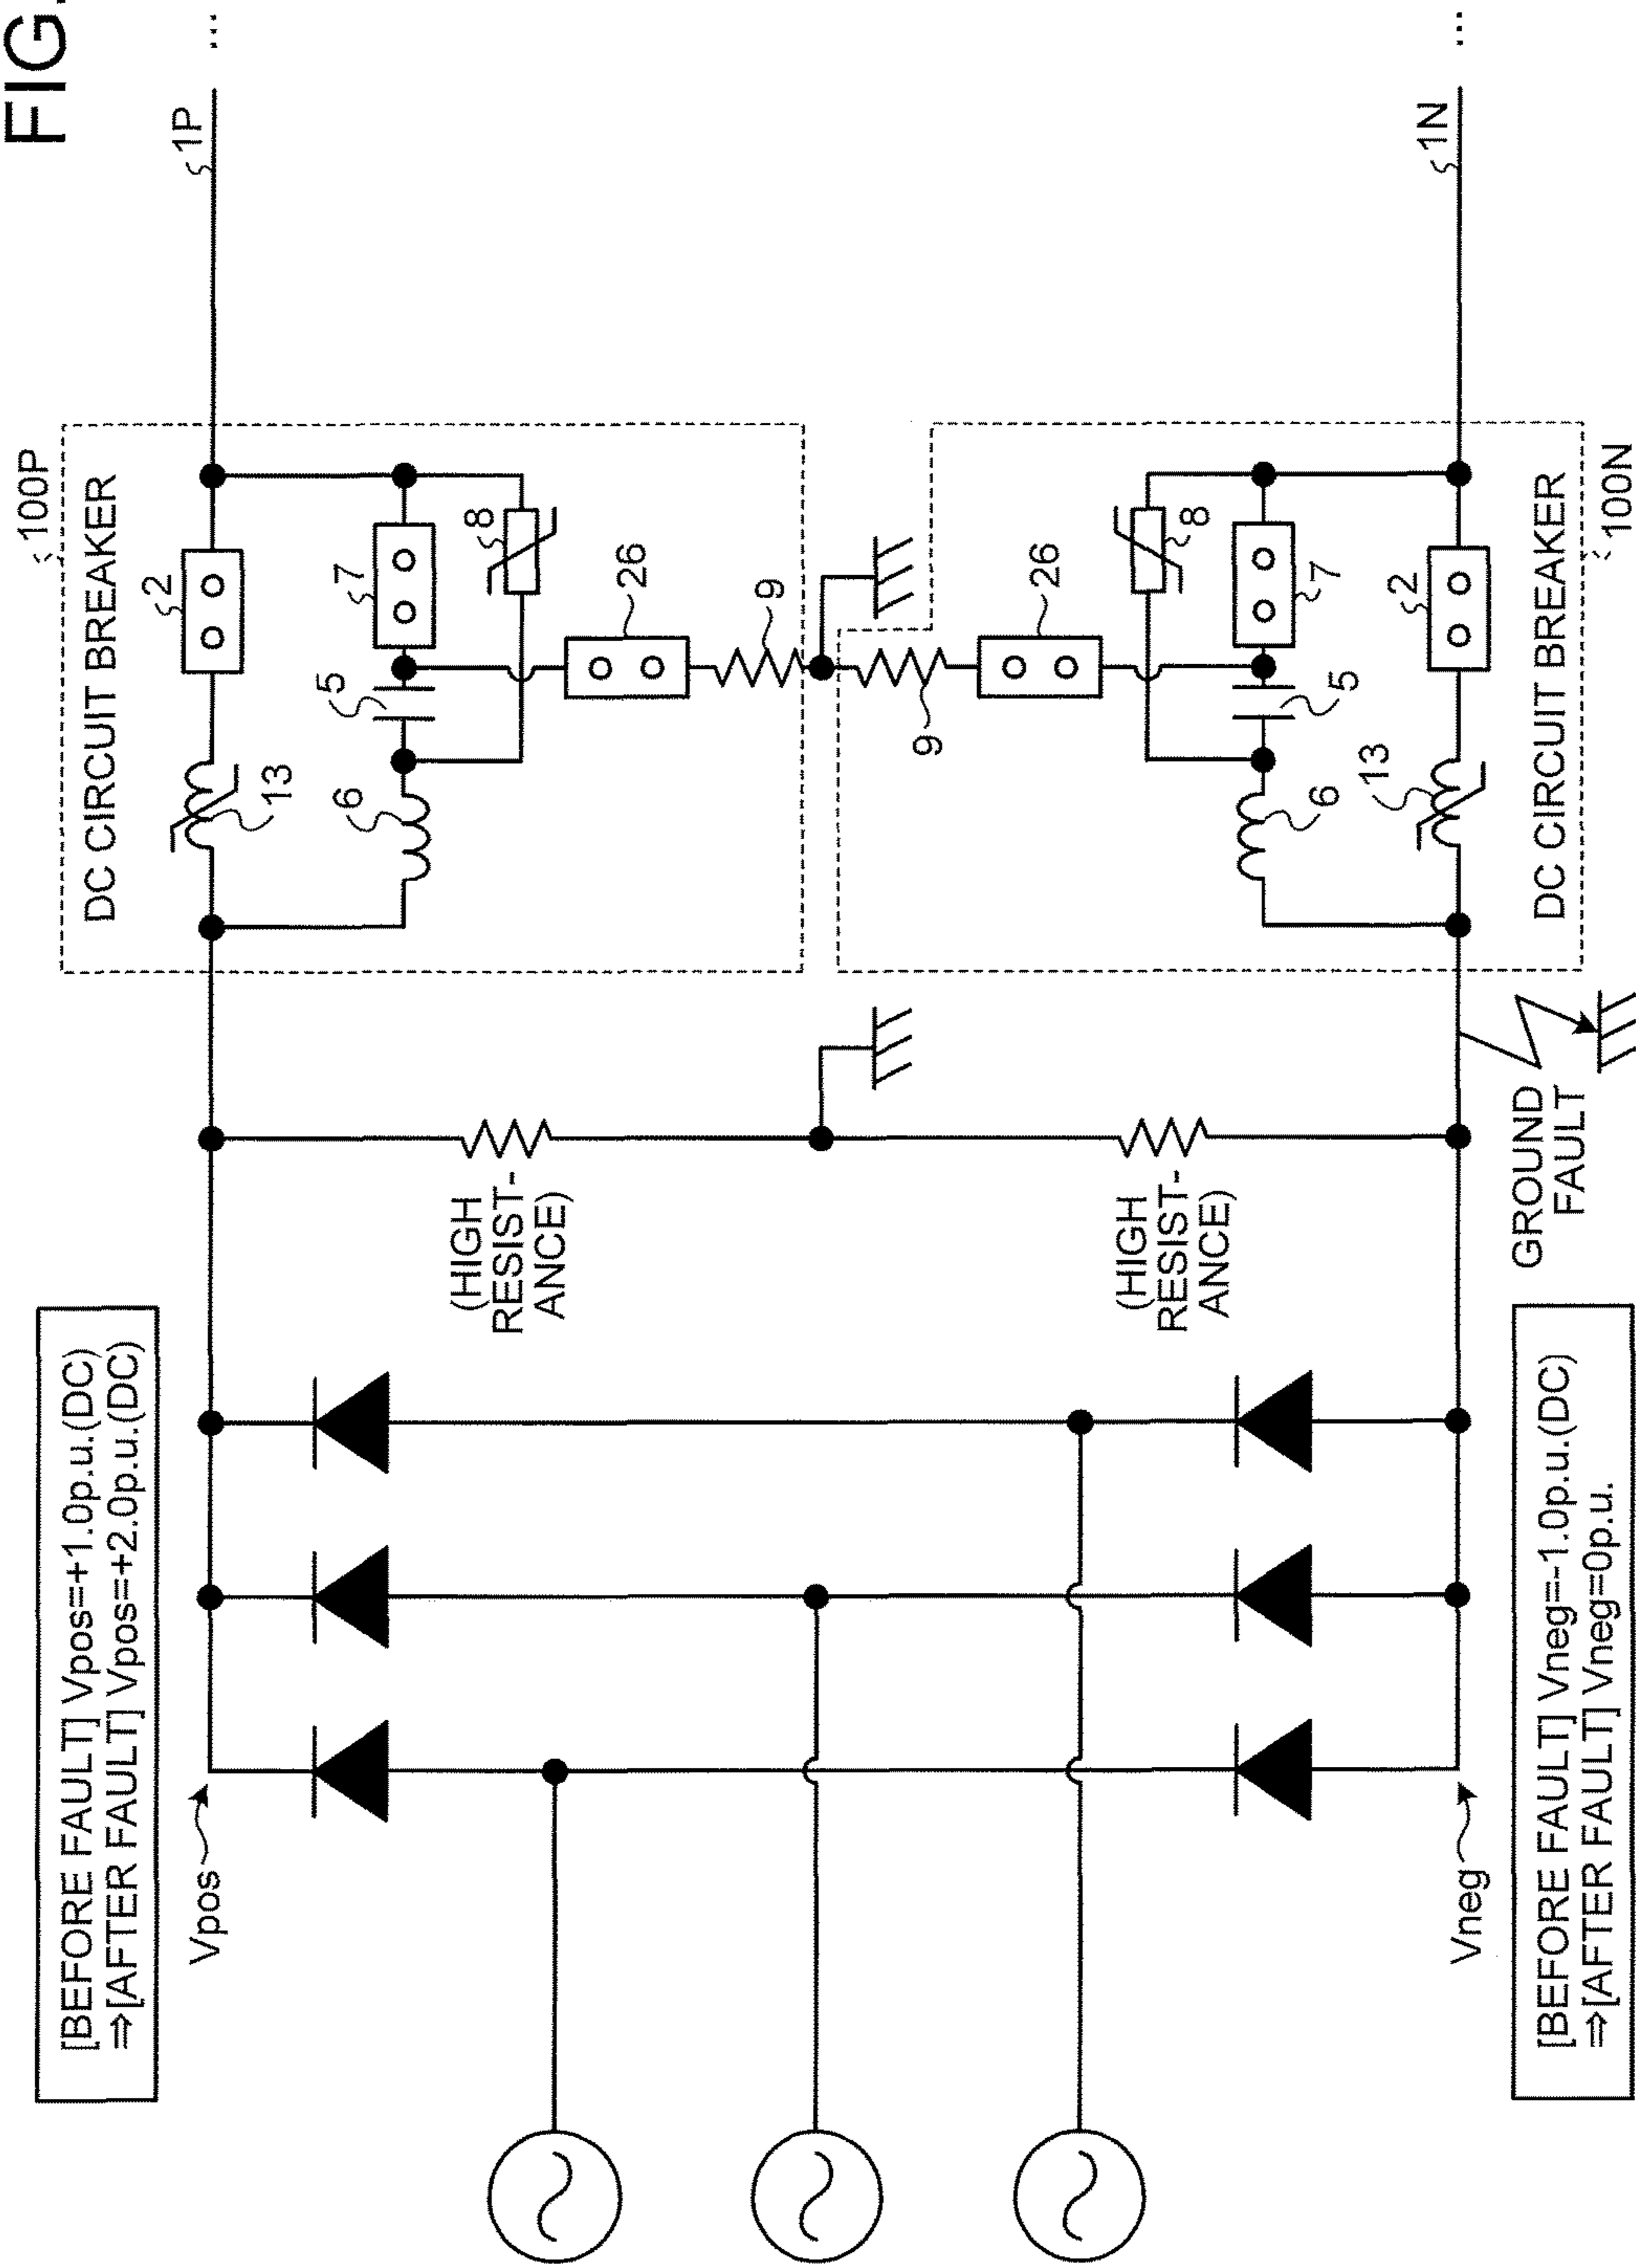 FIG.
[BEFORE FAULT] Vpos=+1.0p.u.(DC)
⇒[AFTER FAULT] Vpos=+2.0p.u.(DC)
Vpos
100P
DC CIRCUIT BREAKER
1P
2
13
7
5
6
8
26
9
(HIGH
RESIST-
ANCE)
(HIGH
RESIST-
ANCE)
9
26
8
7
5
6
2
13
DC CIRCUIT BREAKER
100N
1N
GROUND
FAULT
Vneg
[BEFORE FAULT] Vneg=-1.0p.u.(DC)
⇒[AFTER FAULT] Vneg=0p.u.